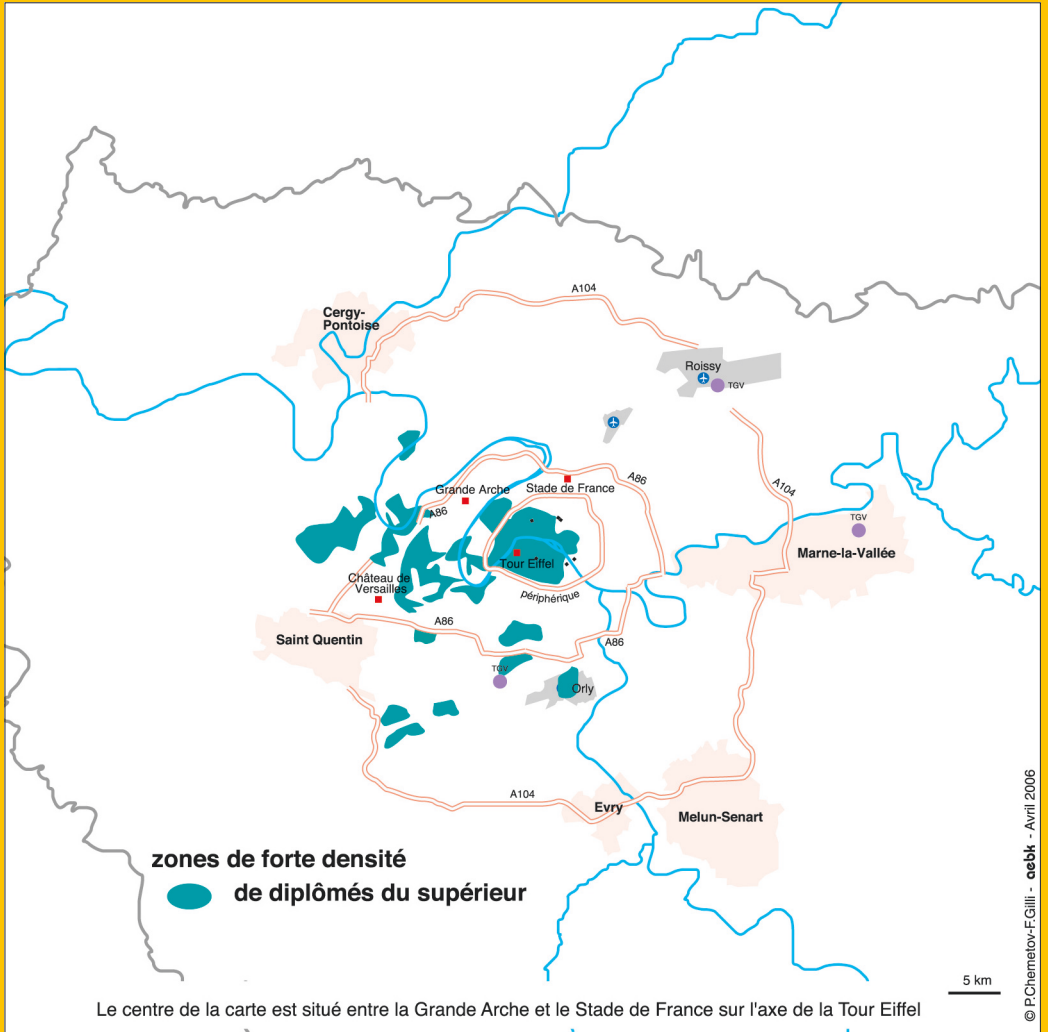 A104
Cergy-
Pontoise
Roissy
TGV
A86
Grande Arche
Stade de France
A86
A104
TGV
Marne-la-Vallée
Tour Eiffel
Château de
Versailles
périphérique
A86
A86
Saint Quentin
TGV
Orly
A104
Evry
Melun-Senart
zones de forte densité
de diplômés du supérieur
5 km
Le centre de la carte est situé entre la Grande Arche et le Stade de France sur l'axe de la Tour Eiffel
© P.Chemetov-F.Gilli - aebk - Avril 2006